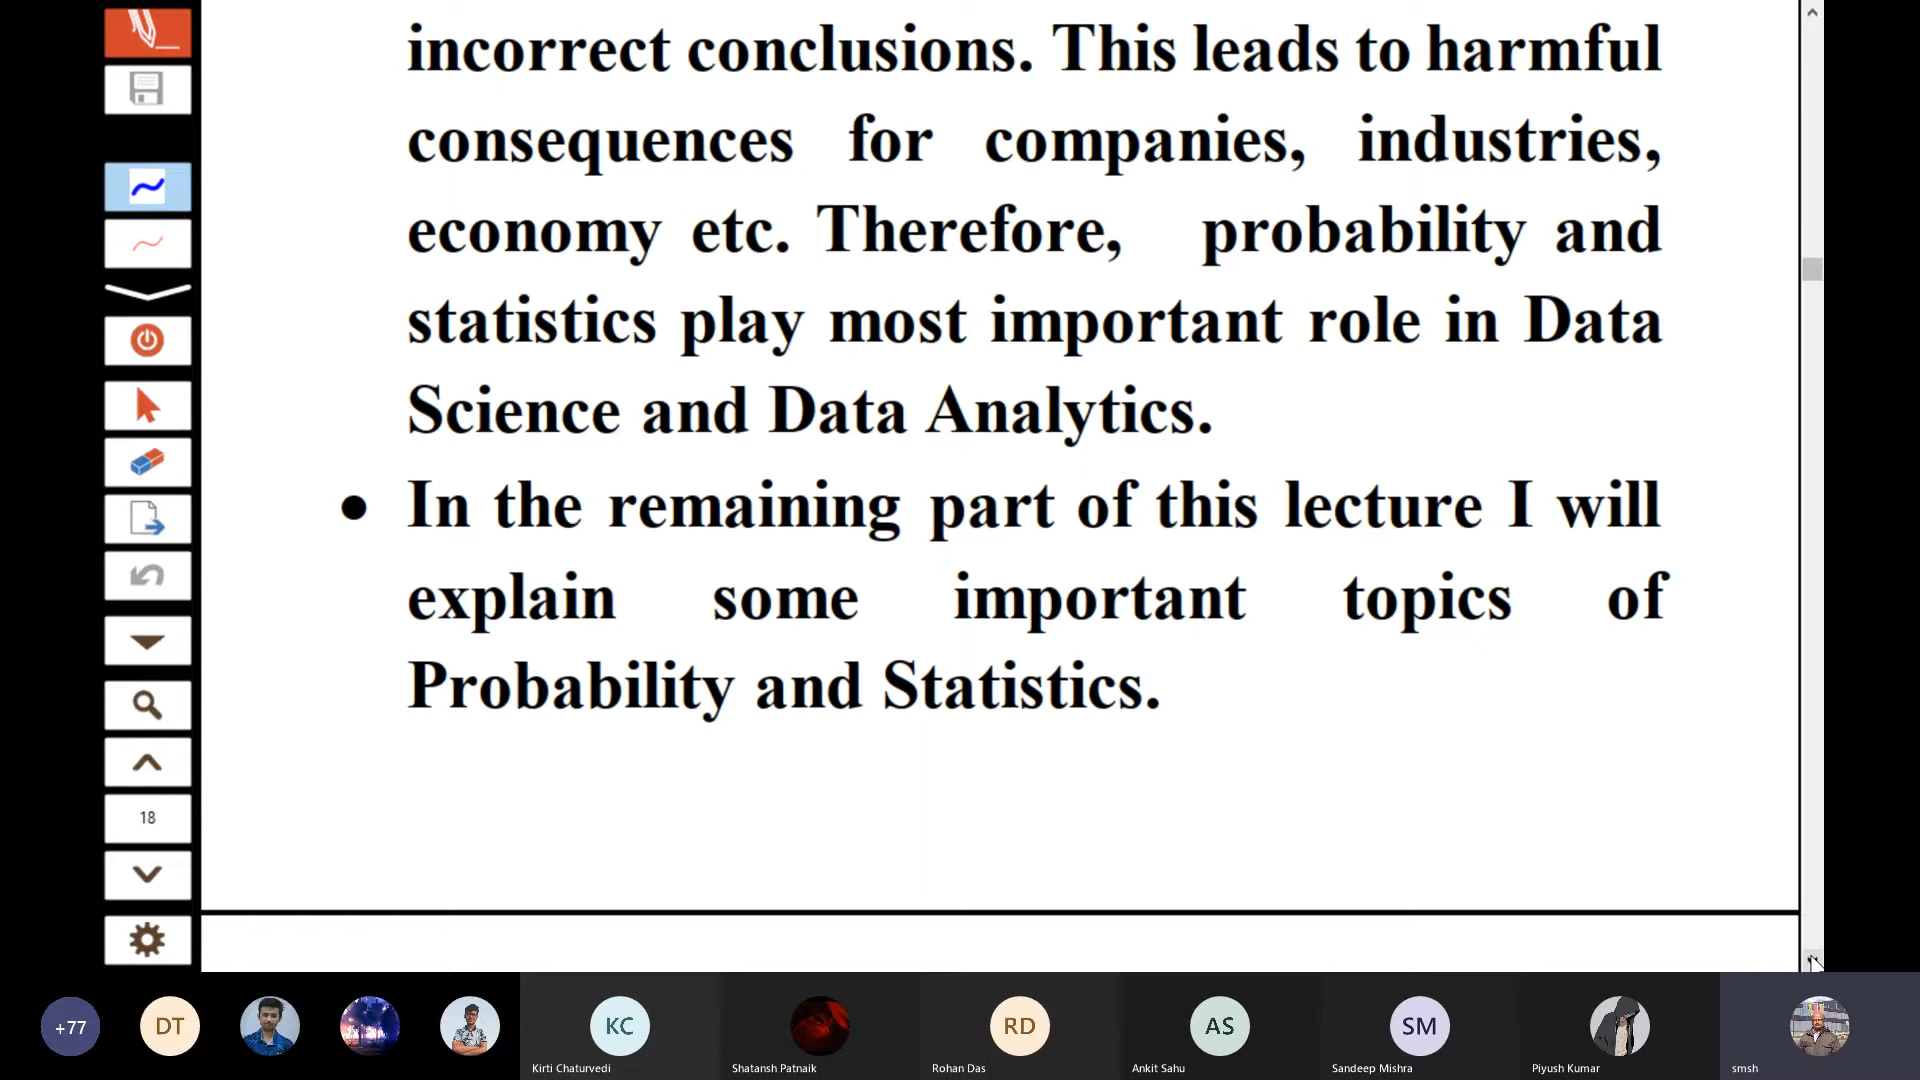 incorrect conclusions. This leads to harmful
consequences for companies, industries,
economy etc. Therefore, probability and
statistics play most important role in Data
Science and Data Analytics.
• In the remaining part of this lecture I will
explain some important topics of
Probability and Statistics.
18
+77
DT
KC
RD
AS
SM
Kirti Chaturvedi
Shatansh Patnaik
Rohan Das
Ankit Sahu
Sandeep Mishra
Piyush Kumar
smsh